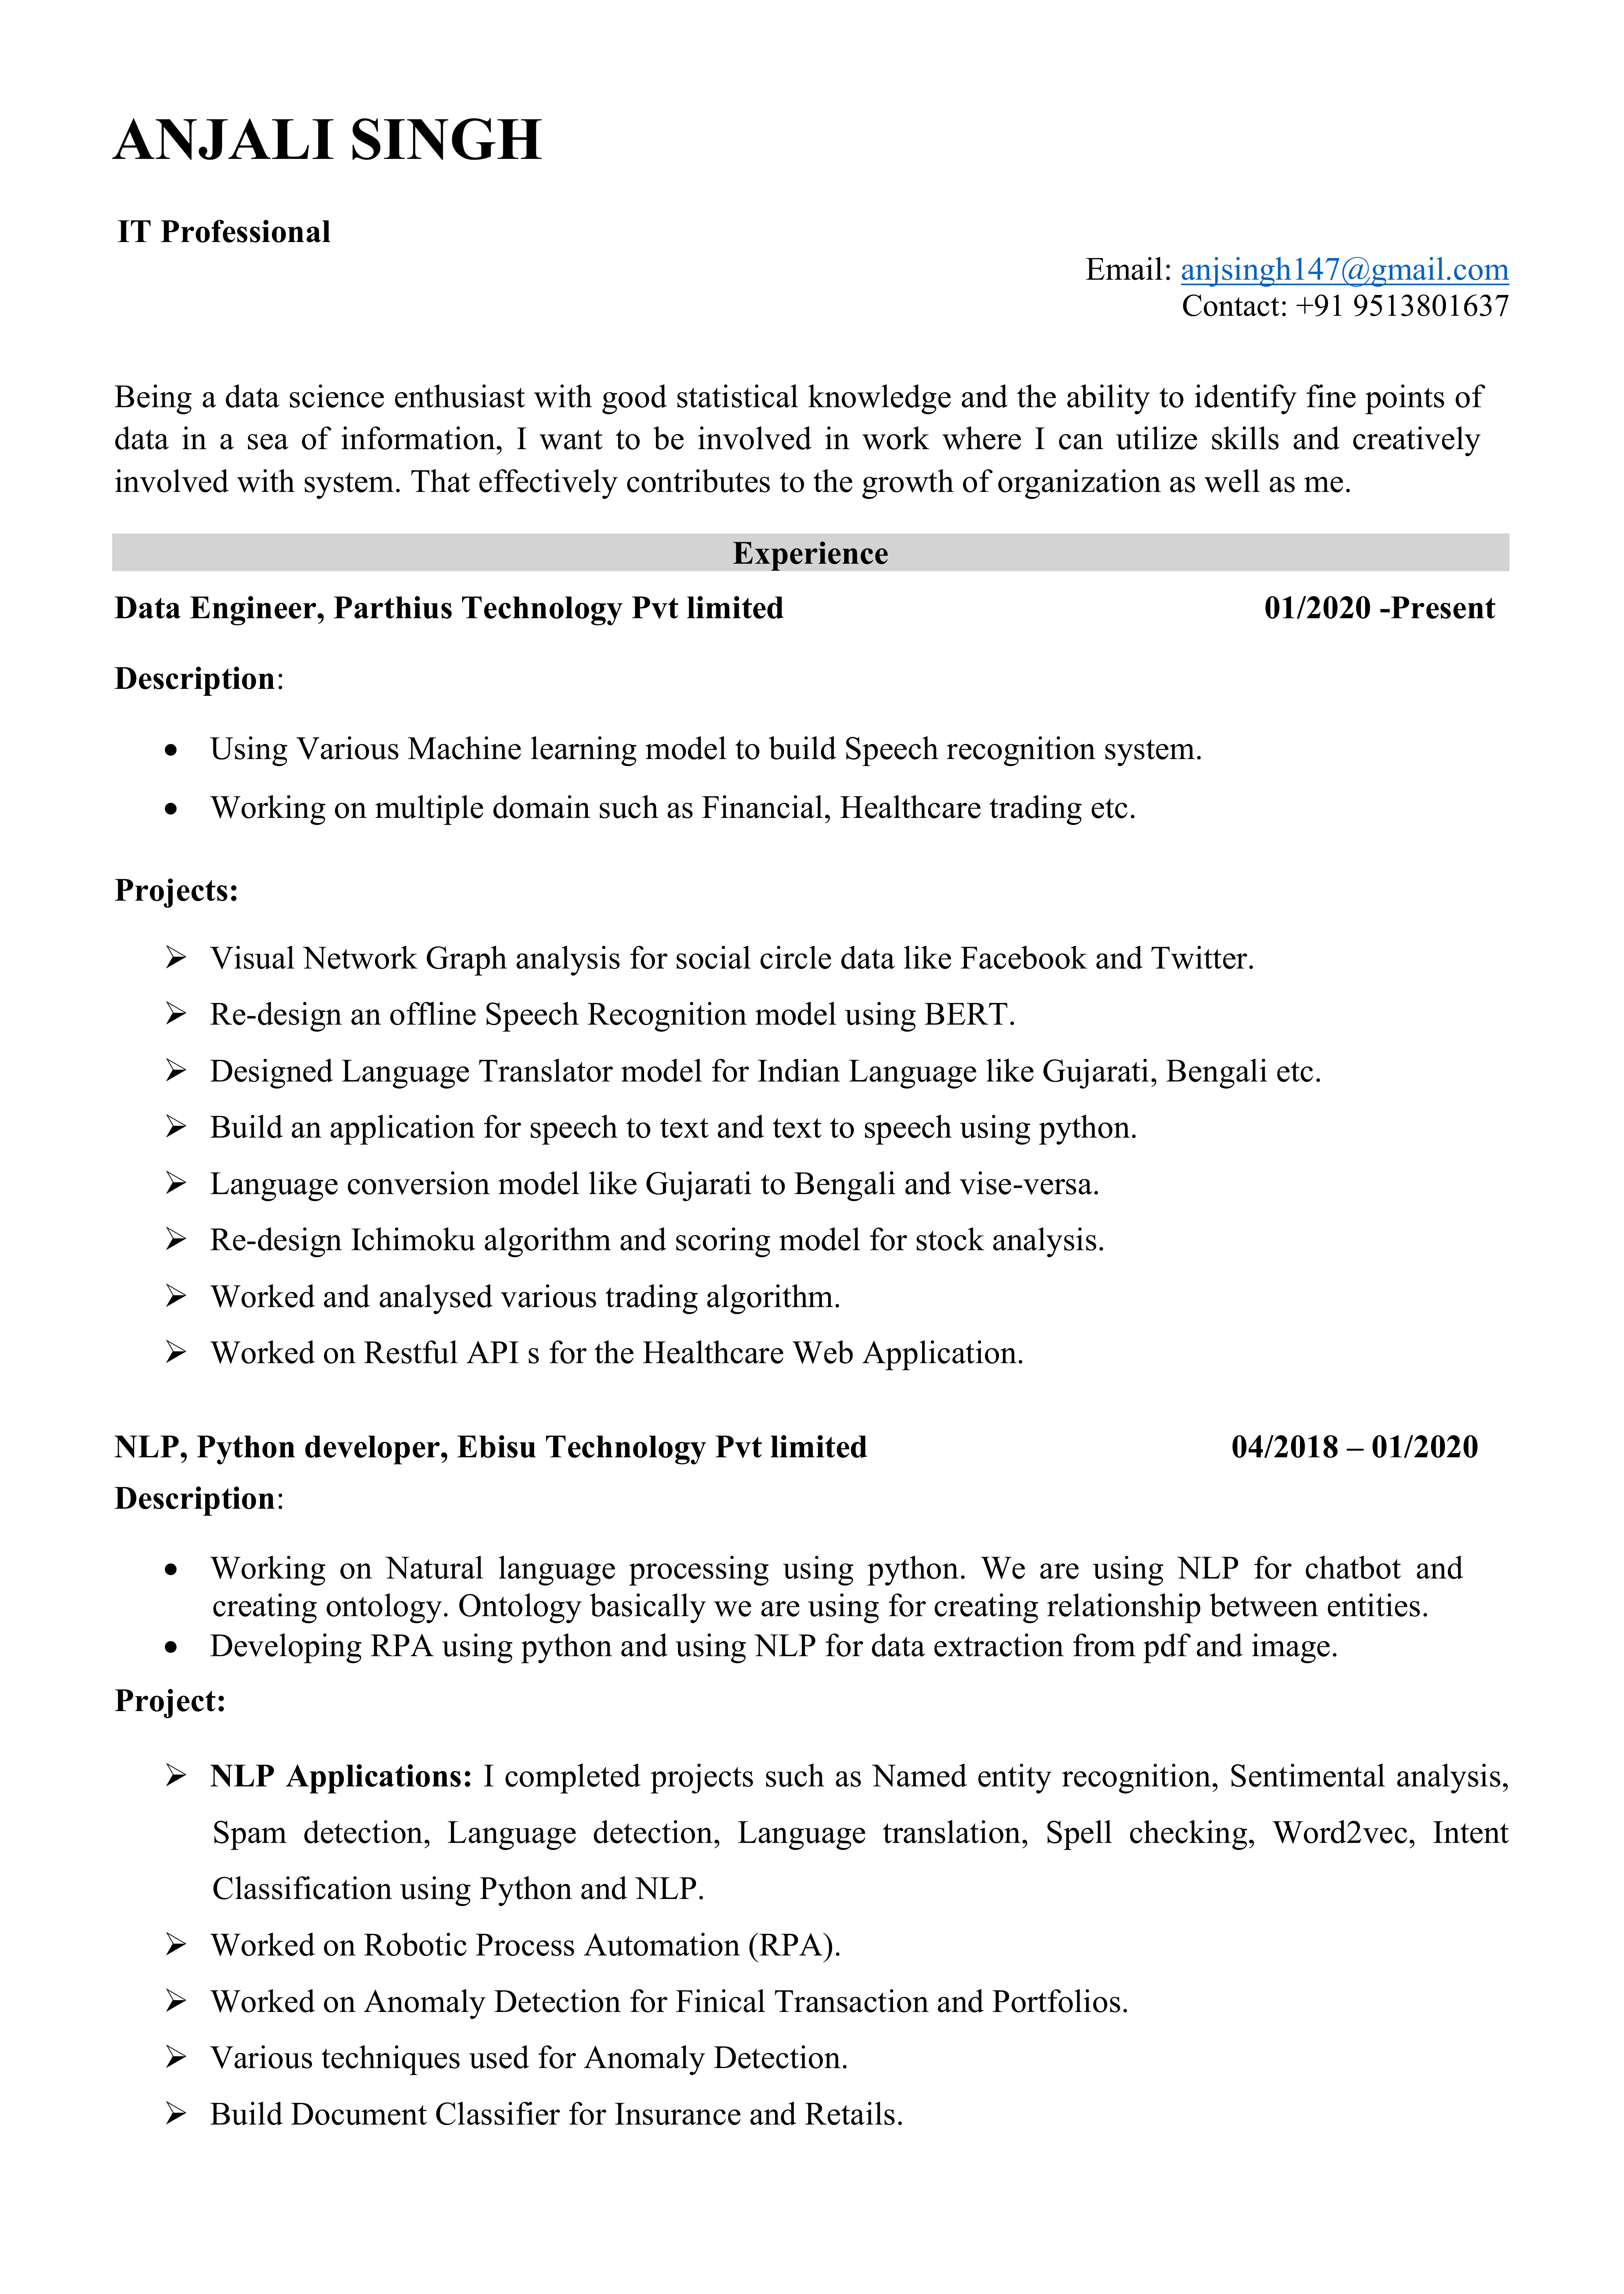 ANJALI SINGH
IT Professional
Email: anjsingh147@gmail.com
Contact: +91 9513801637
Being a data science enthusiast with good statistical knowledge and the ability to identify fine points of
data in a sea of information, I want to be involved in work where I can utilize skills and creatively
involved with system. That effectively contributes to the growth of organization as well as me.
Experience
Data Engineer, Parthius Technology Pvt limited 01/2020 -Present
Description:
• Using Various Machine learning model to build Speech recognition system.
• Working on multiple domain such as Financial, Healthcare trading etc.
Projects:
➢ Visual Network Graph analysis for social circle data like Facebook and Twitter.
➢ Re-design an offline Speech Recognition model using BERT.
➢ Designed Language Translator model for Indian Language like Gujarati, Bengali etc.
➢ Build an application for speech to text and text to speech using python.
➢ Language conversion model like Gujarati to Bengali and vise-versa.
➢ Re-design Ichimoku algorithm and scoring model for stock analysis.
➢ Worked and analysed various trading algorithm.
➢ Worked on Restful API s for the Healthcare Web Application.
NLP, Python developer, Ebisu Technology Pvt limited 04/2018 – 01/2020
Description:
• Working on Natural language processing using python. We are using NLP for chatbot and
creating ontology. Ontology basically we are using for creating relationship between entities.
• Developing RPA using python and using NLP for data extraction from pdf and image.
Project:
➢ NLP Applications: I completed projects such as Named entity recognition, Sentimental analysis,
Spam detection, Language detection, Language translation, Spell checking, Word2vec, Intent
Classification using Python and NLP.
➢ Worked on Robotic Process Automation (RPA).
➢ Worked on Anomaly Detection for Finical Transaction and Portfolios.
➢ Various techniques used for Anomaly Detection.
➢ Build Document Classifier for Insurance and Retails.